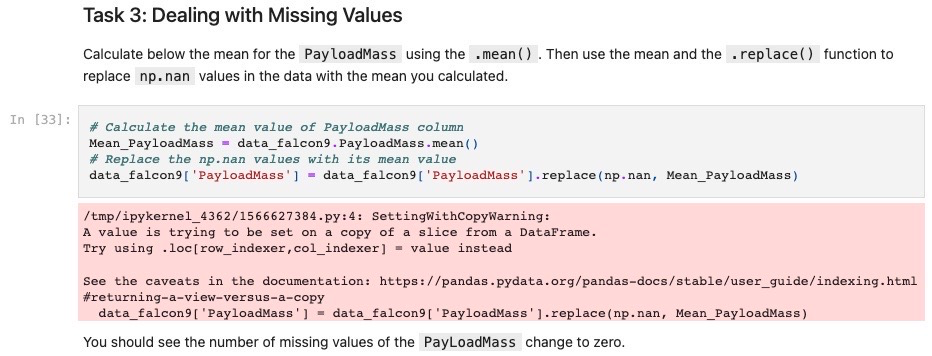 Task 3: Dealing with Missing Values
Calculate below the mean for the PayloadMass using the .mean() . Then use the mean and the .replace() function to
replace np.nan values in the data with the mean you calculated.
In [33]:
# Calculate the mean value of PayloadMass column
Mean_PayloadMass = data_falcon9.PayloadMass.mean()
# Replace the np.nan values with its mean value
data_falcon9['PayloadMass'] = data_falcon9['PayloadMass'].replace(np.nan, Mean_PayloadMass)
/tmp/ipykernel_4362/1566627384.py:4: SettingWithCopyWarning:
A value is trying to be set on a copy of a slice from a DataFrame.
Try using .loc[row_indexer,col_indexer] = value instead
See the caveats in the documentation: https://pandas.pydata.org/pandas-docs/stable/user_guide/indexing.html
#returning-a-view-versus-a-copy
data_falcon9['PayloadMass'] = data_falcon9['PayloadMass'].replace(np.nan, Mean_PayloadMass)
You should see the number of missing values of the PayLoadMass change to zero.